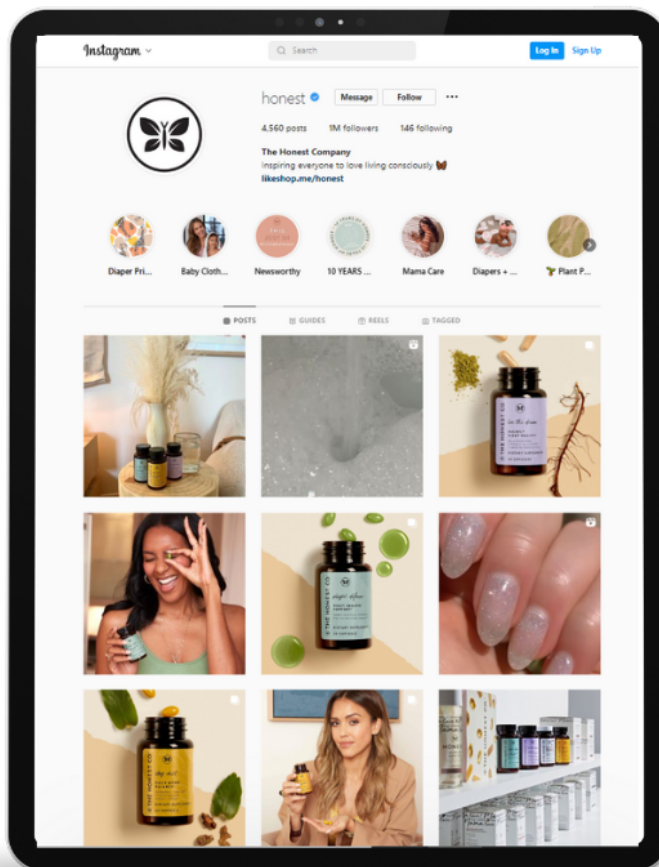 Instagram
Search
Log In
Sign Up
honest
Message
Follow
4,560 posts
1M followers
146 following
The Honest Company
Inspiring everyone to love living consciously
likeshop.me/honest
Diaper Pri...
Baby Cloth...
Newsworthy
10 YEARS ...
Mama Care
Diapers + ...
Plant P...
POSTS
GUIDES
REELS
TAGGED
THE HONEST CO
THE HONEST CO
THE HONEST CO